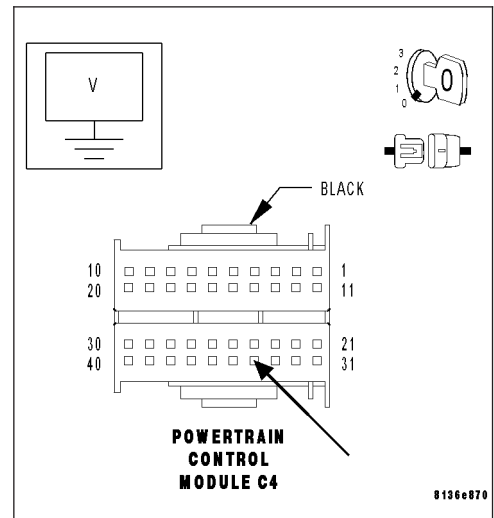 V
3
2
1
0
BLACK
10 1
20 11
30 21
40 31
POWERTRAIN
CONTROL
MODULE C4
8136e870